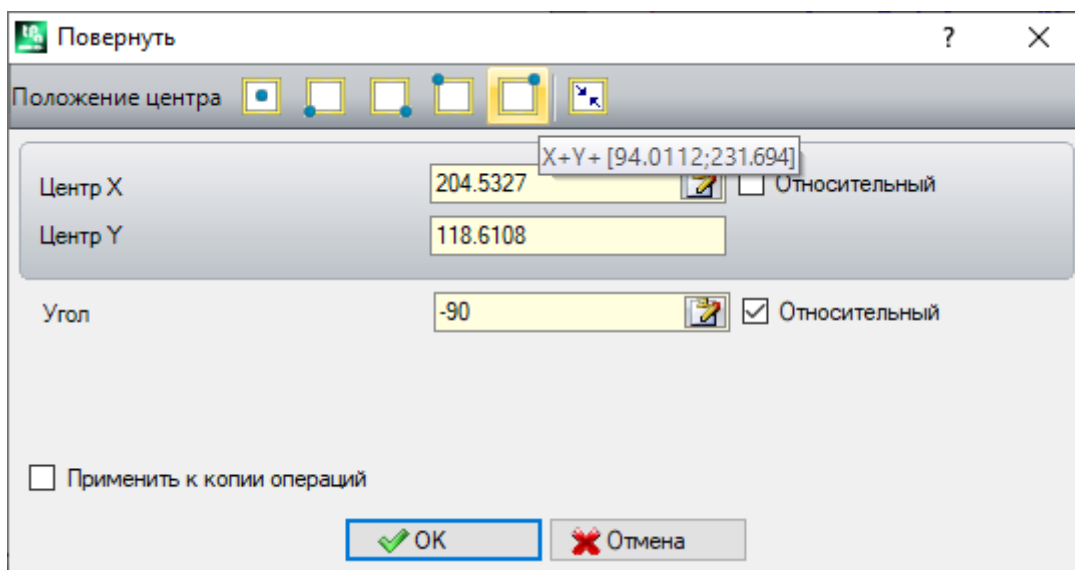 Повернуть ?
Положение центра
X+Y+ [94.0112;231.694]
Центр X 204.5327 Относительный
Центр Y 118.6108
Угол -90 Относительный
Применить к копии операций
OK Отмена